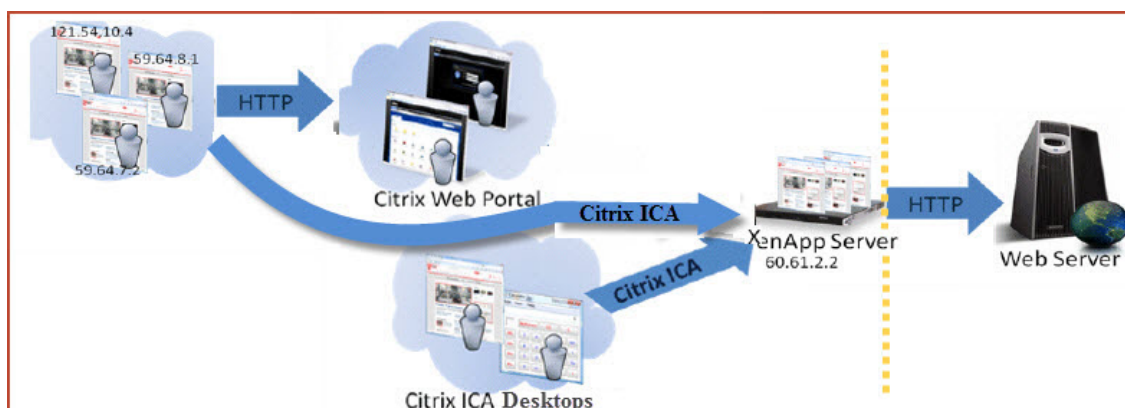 121.54,10.4
59.64.8.1
59.64.7.2
HTTP
Citrix Web Portal
Citrix ICA
Citrix ICA
XenApp Server
60.61.2.2
HTTP
Web Server
Citrix ICA Desktops